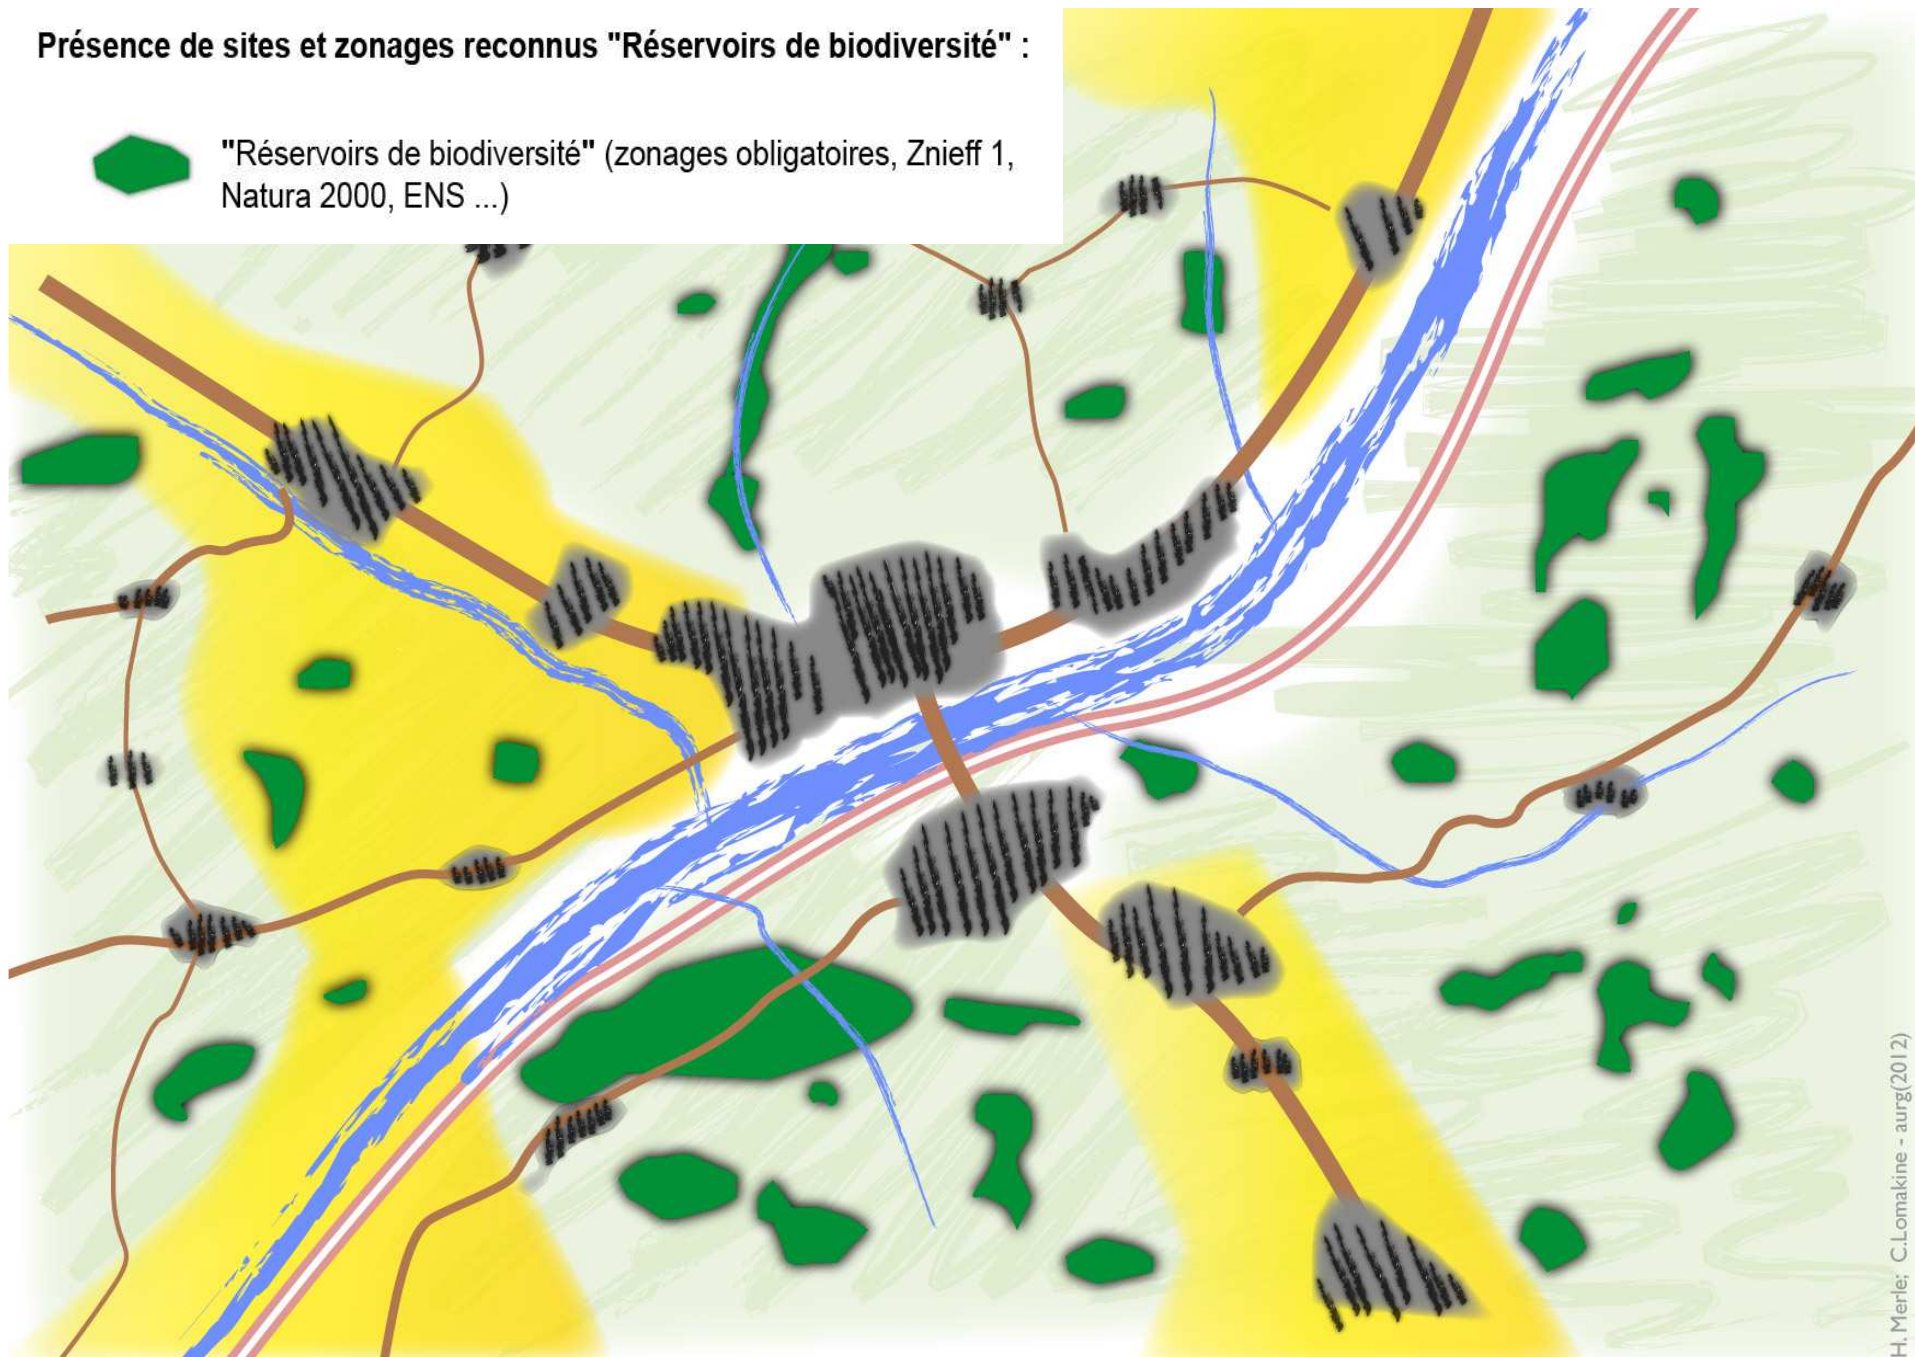 Présence de sites et zonages reconnus "Réservoirs de biodiversité" :
"Réservoirs de biodiversité" (zonages obligatoires, Znieff 1,
Natura 2000, ENS ...)
H. Merle; C.Lomakine - aurg(2012)